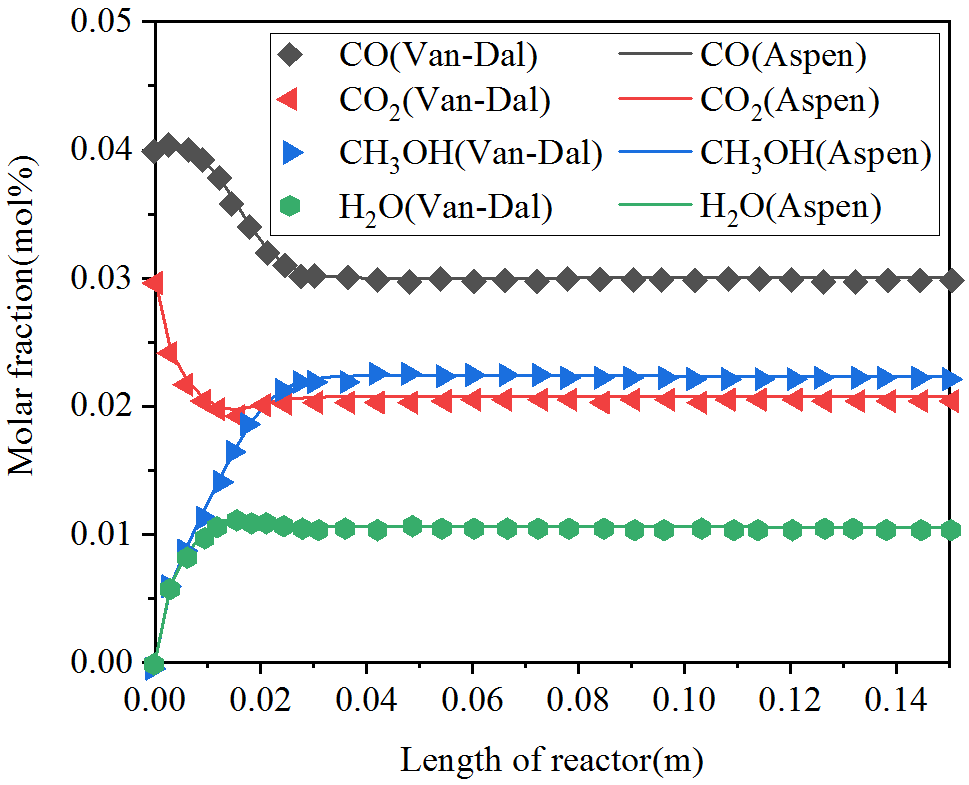 0.05
0.04
0.03
0.02
0.01
0.00
Molar fraction(mol%)
CO(Van-Dal) CO(Aspen)
CO₂(Van-Dal) CO₂(Aspen)
CH₃OH(Van-Dal) CH₃OH(Aspen)
H₂O(Van-Dal) H₂O(Aspen)
0.00 0.02 0.04 0.06 0.08 0.10 0.12 0.14
Length of reactor(m)